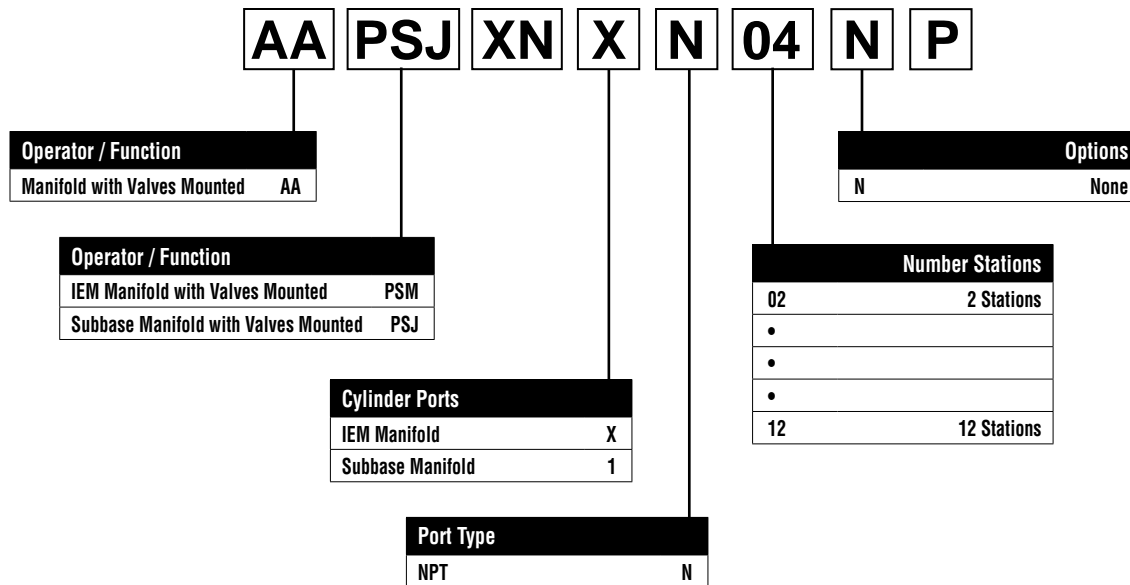 AA PSJ XN X N 04 N P
Operator / Function
Manifold with Valves Mounted AA
Options
N None
Operator / Function
IEM Manifold with Valves Mounted PSM
Subbase Manifold with Valves Mounted PSJ
Number Stations
02 2 Stations
•
•
•
12 12 Stations
Cylinder Ports
IEM Manifold X
Subbase Manifold 1
Port Type
NPT N